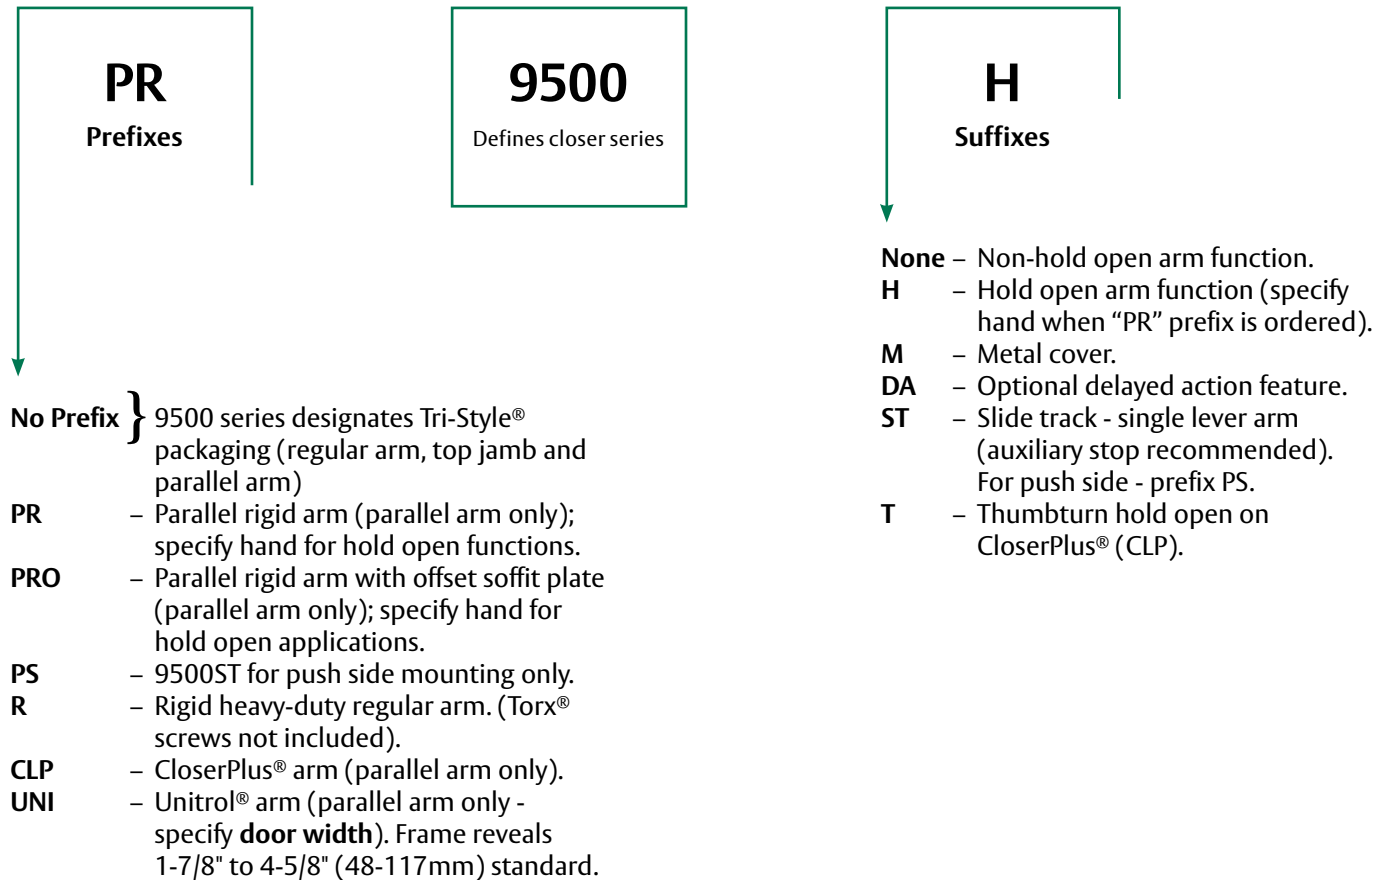 PR
Prefixes
9500
Defines closer series
H
Suffixes
No Prefix } 9500 series designates Tri-Style®
packaging (regular arm, top jamb and
parallel arm)
PR – Parallel rigid arm (parallel arm only);
specify hand for hold open functions.
PRO – Parallel rigid arm with offset soffit plate
(parallel arm only); specify hand for
hold open applications.
PS – 9500ST for push side mounting only.
R – Rigid heavy-duty regular arm. (Torx®
screws not included).
CLP – CloserPlus® arm (parallel arm only).
UNI – Unitrol® arm (parallel arm only -
specify door width). Frame reveals
1-7/8" to 4-5/8" (48-117mm) standard.
None – Non-hold open arm function.
H – Hold open arm function (specify
hand when “PR” prefix is ordered).
M – Metal cover.
DA – Optional delayed action feature.
ST – Slide track - single lever arm
(auxiliary stop recommended).
For push side - prefix PS.
T – Thumbturn hold open on
CloserPlus® (CLP).